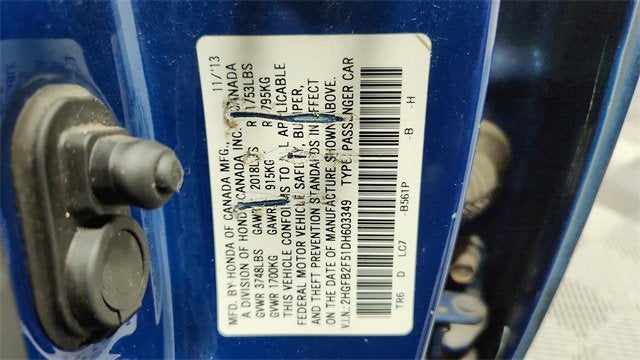 MFD. BY HONDA OF CANADA MFG., 11/'13
A DIVISION OF HONDA CANADA INC. CANADA
GVWR 3748LBS GAWR F 2018LBS R 1753LBS
GVWR 1700KG GAWR F 915KG R 795KG
THIS VEHICLE CONFORMS TO ALL APPLICABLE
FEDERAL MOTOR VEHICLE SAFETY, BUMPER,
AND THEFT PREVENTION STANDARDS IN EFFECT
ON THE DATE OF MANUFACTURE SHOWN ABOVE.
V.I.N.: 2HGFB2F51DH603349 TYPE: PASSENGER CAR
TR6 D LC7 -B561P -B -H